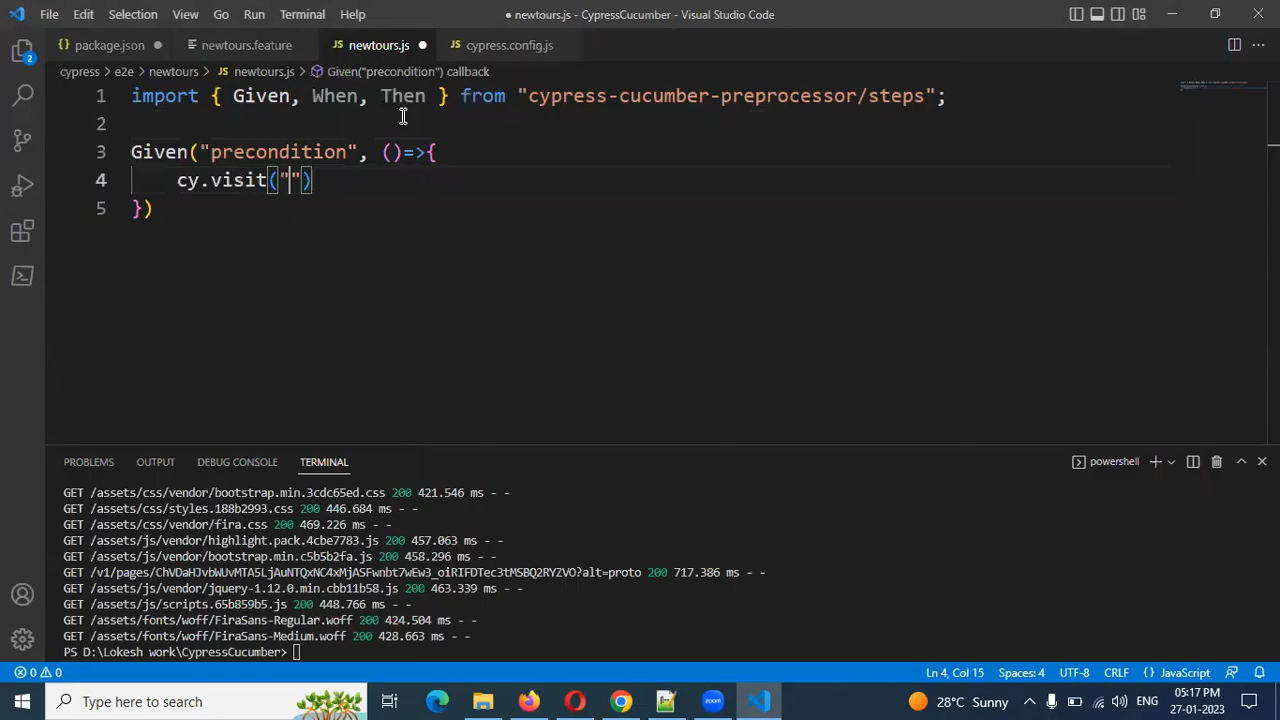 File Edit Selection View Go Run Terminal Help
● newtours.js - CypressCucumber - Visual Studio Code
package.json ● newtours.feature JS newtours.js ● JS cypress.config.js
cypress > e2e > newtours > JS newtours.js > Given("precondition") callback
1 import { Given, When, Then } from "cypress-cucumber-preprocessor/steps";
2
3 Given("precondition", ()=>{
4 cy.visit("")
5 })
PROBLEMS OUTPUT DEBUG CONSOLE TERMINAL
powershell
GET /assets/css/vendor/bootstrap.min.3cdc65ed.css 200 421.546 ms - -
GET /assets/css/styles.188b2993.css 200 446.684 ms - -
GET /assets/css/vendor/fira.css 200 469.226 ms - -
GET /assets/js/vendor/highlight.pack.4cbe7783.js 200 457.063 ms - -
GET /assets/js/vendor/bootstrap.min.c5b5b2fa.js 200 458.296 ms - -
GET /v1/pages/ChVDaHJvbWUvMTA5LjAuNTQxNC4xMjASFwnbt7wEw3_oiRIFDTec3tMSBQ2RYZVO?alt=proto 200 717.386 ms - -
GET /assets/js/vendor/jquery-1.12.0.min.cbb11b58.js 200 463.339 ms - -
GET /assets/js/scripts.65b859b5.js 200 448.766 ms - -
GET /assets/fonts/woff/FiraSans-Regular.woff 200 424.504 ms - -
GET /assets/fonts/woff/FiraSans-Medium.woff 200 428.663 ms - -
PS D:\Lokesh work\CypressCucumber>
2
0 0
Ln 4, Col 15 Spaces: 4 UTF-8 CRLF {} JavaScript
Type here to search
zoom
28°C Sunny
ENG
05:17 PM
27-01-2023